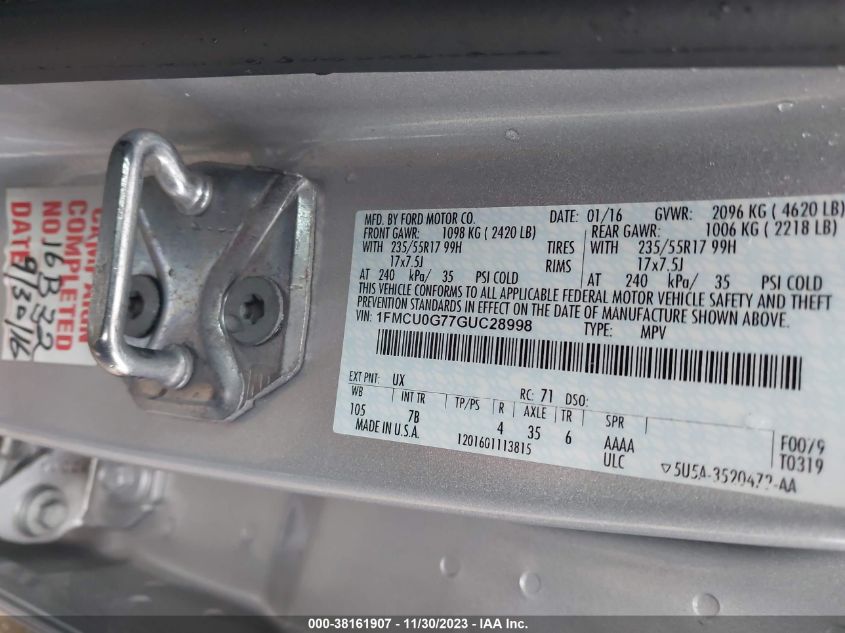 CAMPAIGN
COMPLETED
NO 16B32
DATE 9/30/16
MFD. BY FORD MOTOR CO.
DATE: 01/16 GVWR: 2096 KG ( 4620 LB)
FRONT GAWR: 1098 KG ( 2420 LB)
REAR GAWR: 1006 KG ( 2218 LB)
WITH 235/55R17 99H TIRES WITH 235/55R17 99H
17x7.5J RIMS 17x7.5J
AT 240 kPa/ 35 PSI COLD AT 240 kPa/ 35 PSI COLD
THIS VEHICLE CONFORMS TO ALL APPLICABLE FEDERAL MOTOR VEHICLE SAFETY AND THEFT
PREVENTION STANDARDS IN EFFECT ON THE DATE OF MANUFACTURE SHOWN ABOVE.
VIN: 1FMCU0G77GUC28998 TYPE: MPV
EXT PNT: UX RC: 71 DSO:
WB INT TR TP/PS R AXLE TR SPR
105 7B 4 35 6 AAAA F0079
MADE IN U.S.A. 12016G1113815 ULC T0319
▽5U5A-3520472-AA
000-38161907 - 11/30/2023 - IAA Inc.